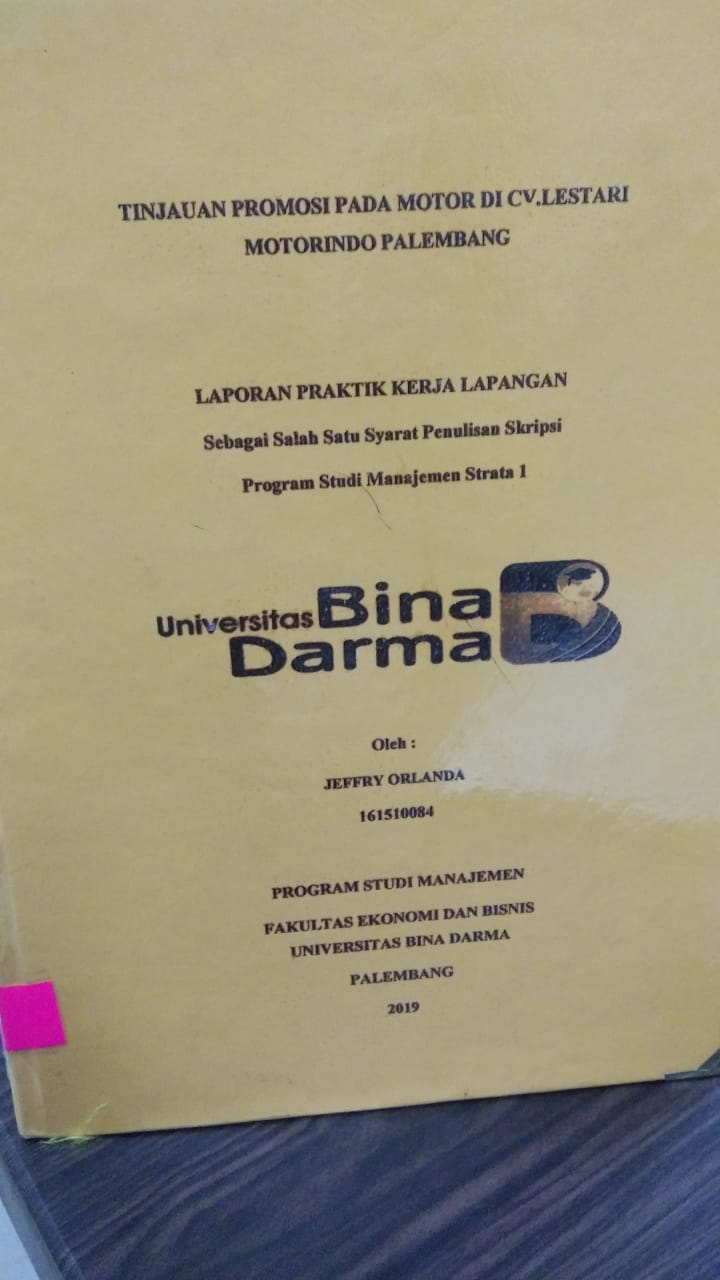 TINJAUAN PROMOSI PADA MOTOR DI CV.LESTARI
MOTORINDO PALEMBANG
LAPORAN PRAKTIK KERJA LAPANGAN
Sebagai Salah Satu Syarat Penulisan Skripsi
Program Studi Manajemen Strata 1
Universitas Bina
Darma
Oleh :
JEFFRY ORLANDA
161510084
PROGRAM STUDI MANAJEMEN
FAKULTAS EKONOMI DAN BISNIS
UNIVERSITAS BINA DARMA
PALEMBANG
2019